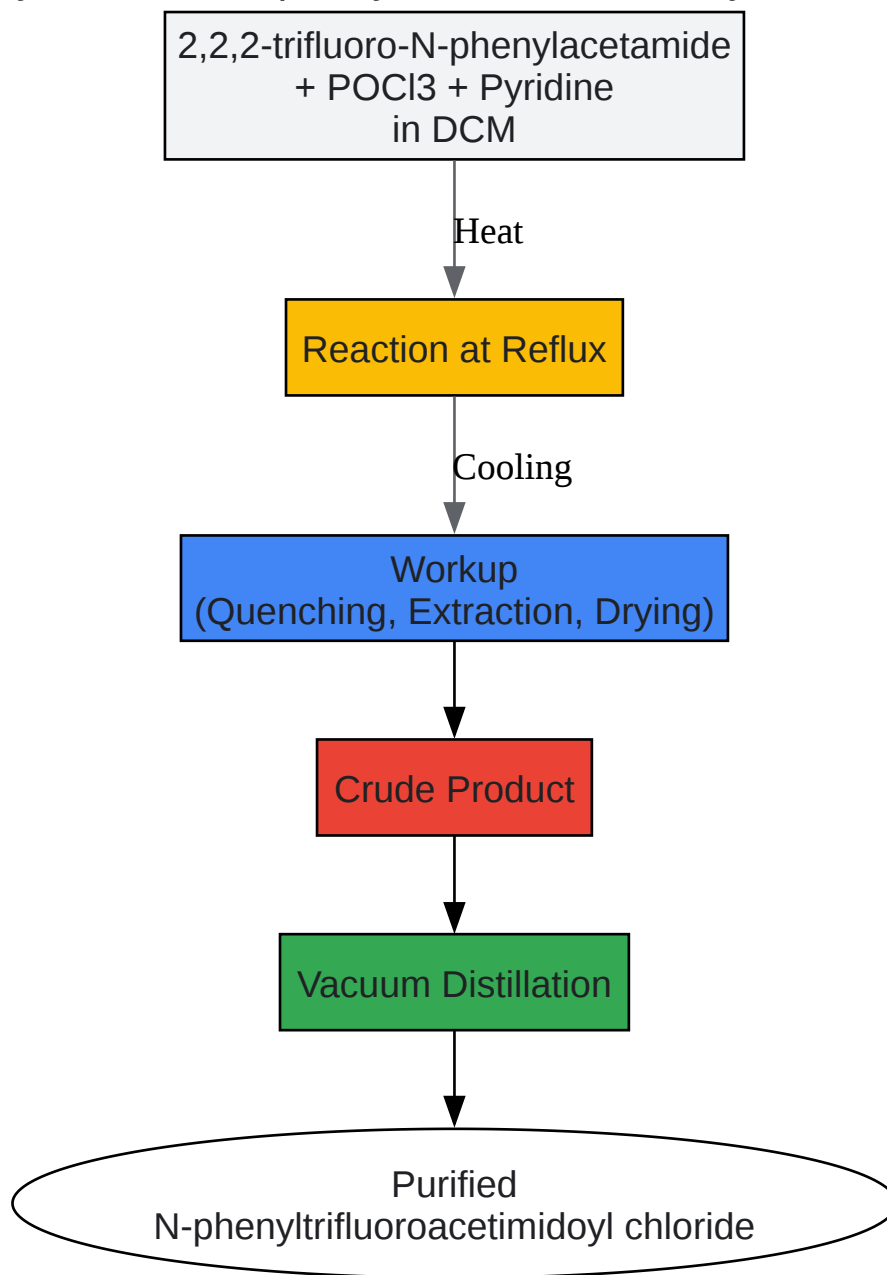 2,2,2-trifluoro-N-phenylacetamide
+ POCl3 + Pyridine
in DCM
Heat
Reaction at Reflux
Cooling
Workup
(Quenching, Extraction, Drying)
Crude Product
Vacuum Distillation
Purified
N-phenyltrifluoroacetimidoyl chloride